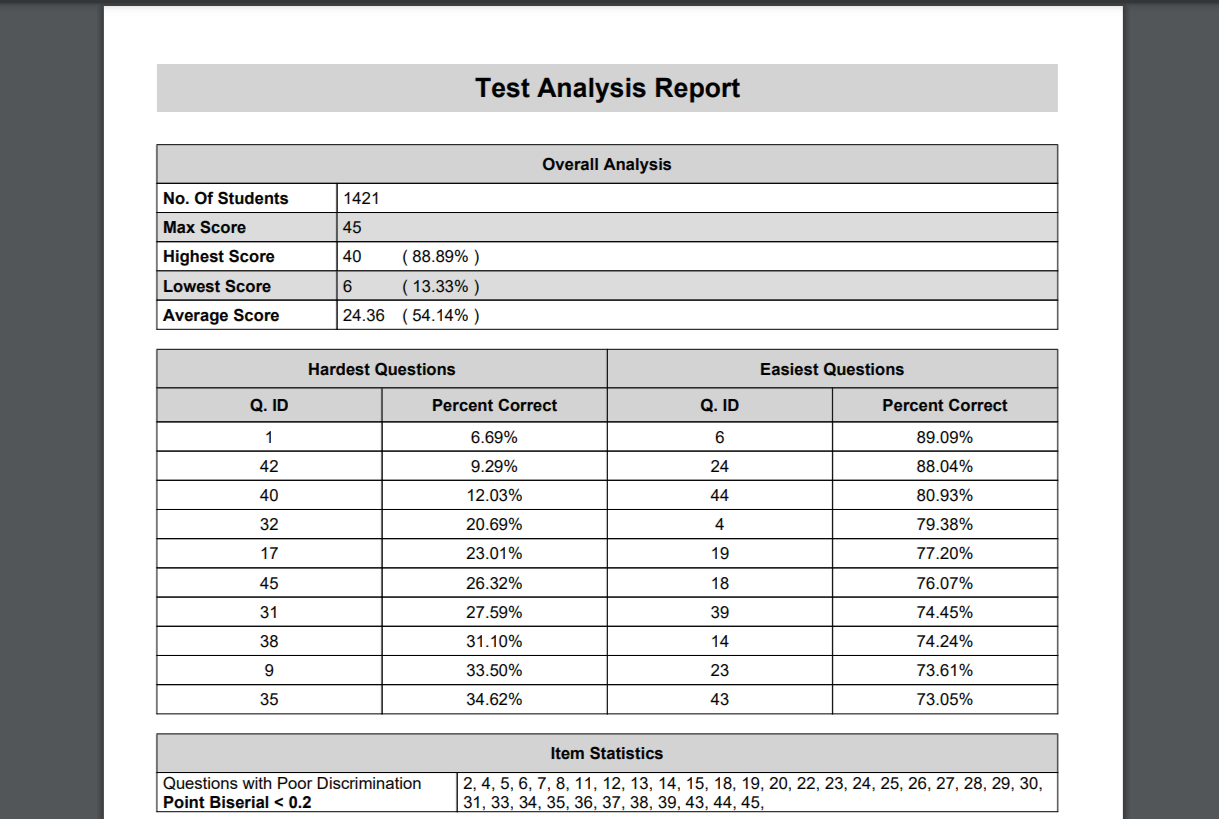 Test Analysis Report
Overall Analysis
No. Of Students 1421
Max Score 45
Highest Score 40 ( 88.89% )
Lowest Score 6 ( 13.33% )
Average Score 24.36 ( 54.14% )
Hardest Questions Easiest Questions
Q. ID Percent Correct Q. ID Percent Correct
1 6.69% 6 89.09%
42 9.29% 24 88.04%
40 12.03% 44 80.93%
32 20.69% 4 79.38%
17 23.01% 19 77.20%
45 26.32% 18 76.07%
31 27.59% 39 74.45%
38 31.10% 14 74.24%
9 33.50% 23 73.61%
35 34.62% 43 73.05%
Item Statistics
Questions with Poor Discrimination 2, 4, 5, 6, 7, 8, 11, 12, 13, 14, 15, 18, 19, 20, 22, 23, 24, 25, 26, 27, 28, 29, 30,
Point Biserial < 0.2 31, 33, 34, 35, 36, 37, 38, 39, 43, 44, 45,